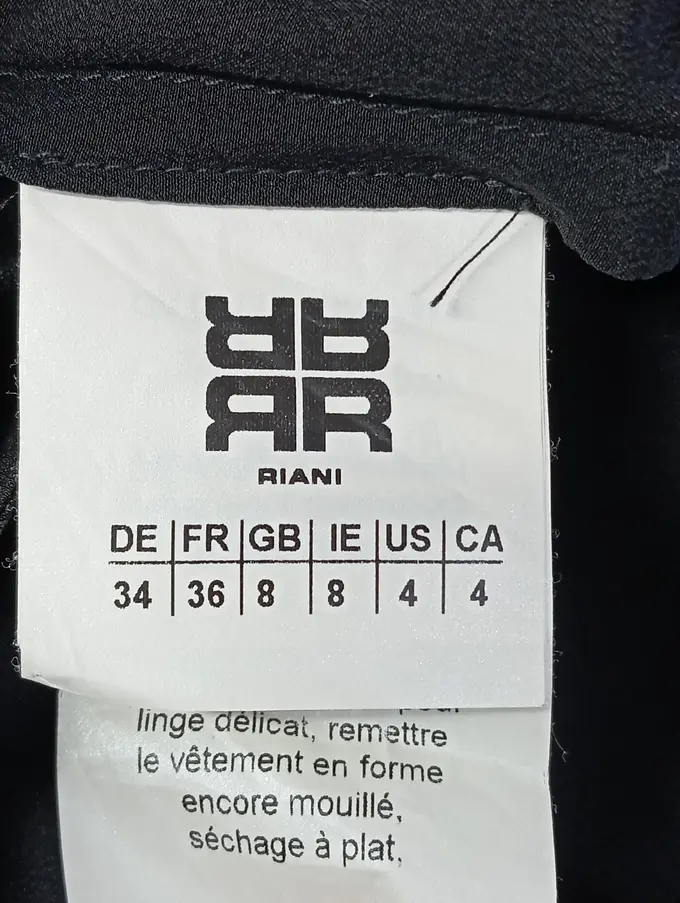 RIANI
DE FR GB IE US CA
34 36 8 8 4 4
linge délicat, remettre
le vêtement en forme
encore mouillé,
séchage à plat,